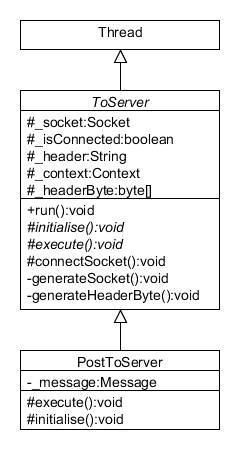 Thread
ToServer
#_socket:Socket
#_isConnected:boolean
#_header:String
#_context:Context
#_headerByte:byte[]
+run():void
#initialise():void
#execute():void
#connectSocket():void
-generateSocket():void
-generateHeaderByte():void
PostToServer
-_message:Message
#execute():void
#initialise():void